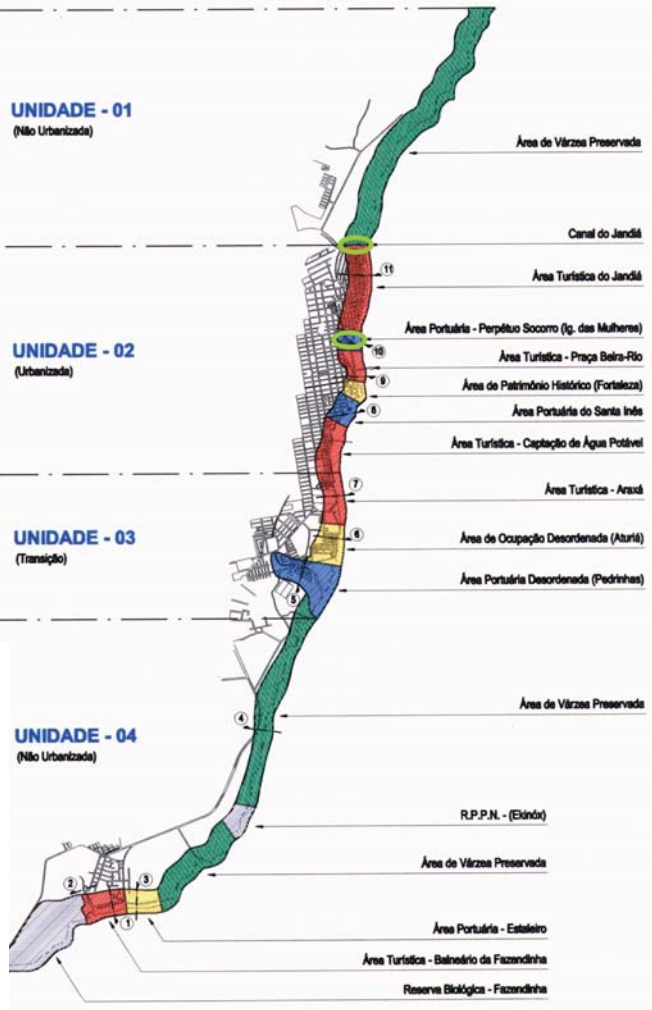 UNIDADE - 01
(Não Urbanizada)
Área de Várzea Preservada
Canal do Jandiá
11
Área Turística do Jandiá
Área Portuária - Perpétuo Socorro (Ig. das Mulheres)
10
UNIDADE - 02
(Urbanizada)
Área Turística - Praça Beira-Rio
9
Área de Patrimônio Histórico (Fortaleza)
8
Área Portuária do Santa Inês
Área Turística - Captação de Água Potável
7
Área Turística - Araxá
6
UNIDADE - 03
(Transição)
Área de Ocupação Desordenada (Aturiá)
Área Portuária Desordenada (Pedrinhas)
5
Área de Várzea Preservada
4
UNIDADE - 04
(Não Urbanizada)
R.P.P.N. - (Ekinóx)
Área de Várzea Preservada
2
3
1
Área Portuária - Estaleiro
Área Turística - Balneário da Fazendinha
Reserva Biológica - Fazendinha